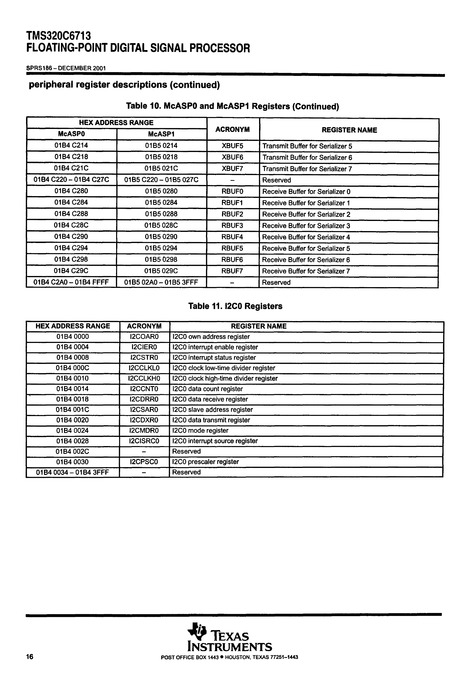 TMS320C6713
FLOATING-POINT DIGITAL SIGNAL PROCESSOR
SPRS186 – DECEMBER 2001
peripheral register descriptions (continued)
Table 10. McASP0 and McASP1 Registers (Continued)
HEX ADDRESS RANGE ACRONYM REGISTER NAME
McASP0 McASP1
01B4 C214 01B5 0214 XBUF5 Transmit Buffer for Serializer 5
01B4 C218 01B5 0218 XBUF6 Transmit Buffer for Serializer 6
01B4 C21C 01B5 021C XBUF7 Transmit Buffer for Serializer 7
01B4 C220 – 01B4 C27C 01B5 C220 – 01B5 027C – Reserved
01B4 C280 01B5 0280 RBUF0 Receive Buffer for Serializer 0
01B4 C284 01B5 0284 RBUF1 Receive Buffer for Serializer 1
01B4 C288 01B5 0288 RBUF2 Receive Buffer for Serializer 2
01B4 C28C 01B5 028C RBUF3 Receive Buffer for Serializer 3
01B4 C290 01B5 0290 RBUF4 Receive Buffer for Serializer 4
01B4 C294 01B5 0294 RBUF5 Receive Buffer for Serializer 5
01B4 C298 01B5 0298 RBUF6 Receive Buffer for Serializer 6
01B4 C29C 01B5 029C RBUF7 Receive Buffer for Serializer 7
01B4 C2A0 – 01B4 FFFF 01B5 02A0 – 01B5 3FFF – Reserved
Table 11. I2C0 Registers
HEX ADDRESS RANGE ACRONYM REGISTER NAME
01B4 0000 I2COAR0 I2C0 own address register
01B4 0004 I2CIER0 I2C0 interrupt enable register
01B4 0008 I2CSTR0 I2C0 interrupt status register
01B4 000C I2CCLKL0 I2C0 clock low-time divider register
01B4 0010 I2CCLKH0 I2C0 clock high-time divider register
01B4 0014 I2CCNT0 I2C0 data count register
01B4 0018 I2CDRR0 I2C0 data receive register
01B4 001C I2CSAR0 I2C0 slave address register
01B4 0020 I2CDXR0 I2C0 data transmit register
01B4 0024 I2CMDR0 I2C0 mode register
01B4 0028 I2CISRC0 I2C0 interrupt source register
01B4 002C – Reserved
01B4 0030 I2CPSC0 I2C0 prescaler register
01B4 0034 – 01B4 3FFF – Reserved
TEXAS
INSTRUMENTS
16 POST OFFICE BOX 1443 • HOUSTON, TEXAS 77251–1443